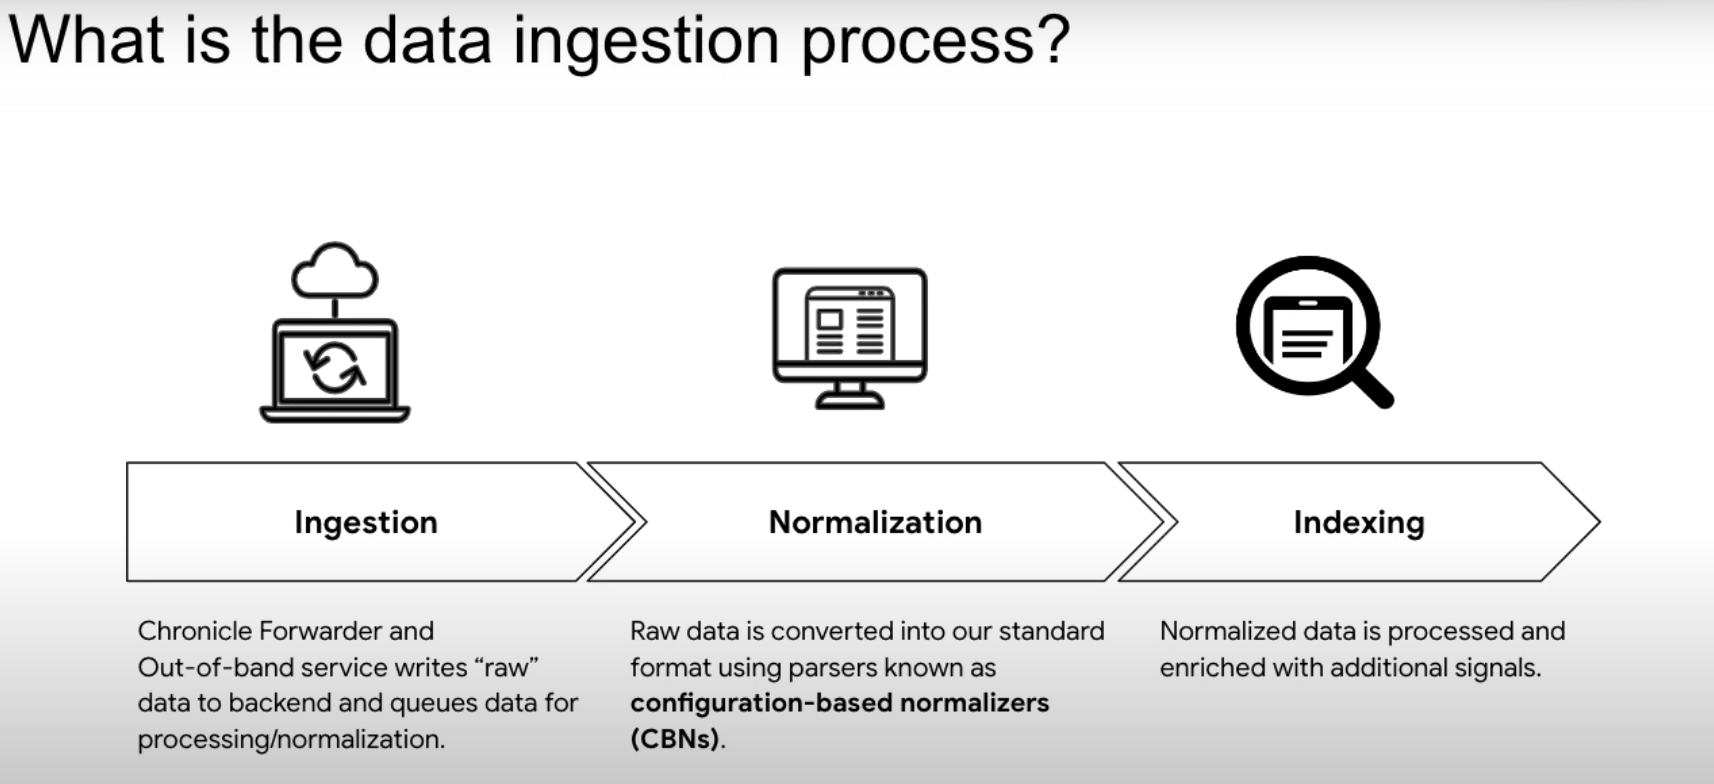 What is the data ingestion process?
Ingestion
Normalization
Indexing
Chronicle Forwarder and
Out-of-band service writes “raw”
data to backend and queues data for
processing/normalization.
Raw data is converted into our standard
format using parsers known as
configuration-based normalizers
(CBNs).
Normalized data is processed and
enriched with additional signals.